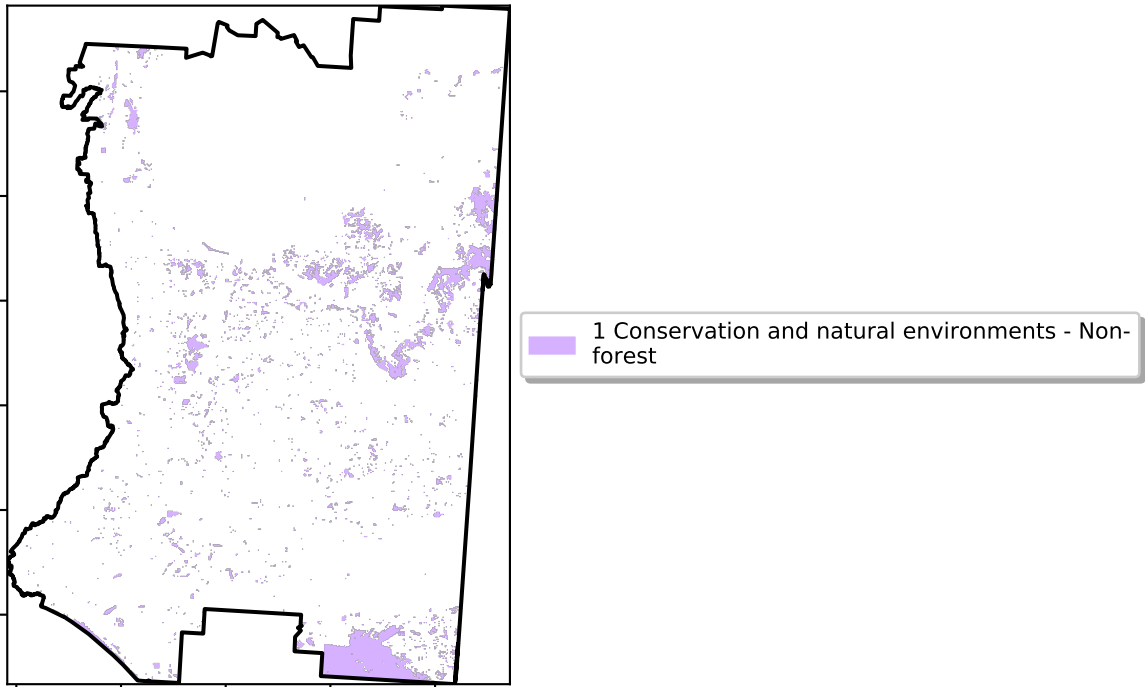 1 Conservation and natural environments - Non-
forest